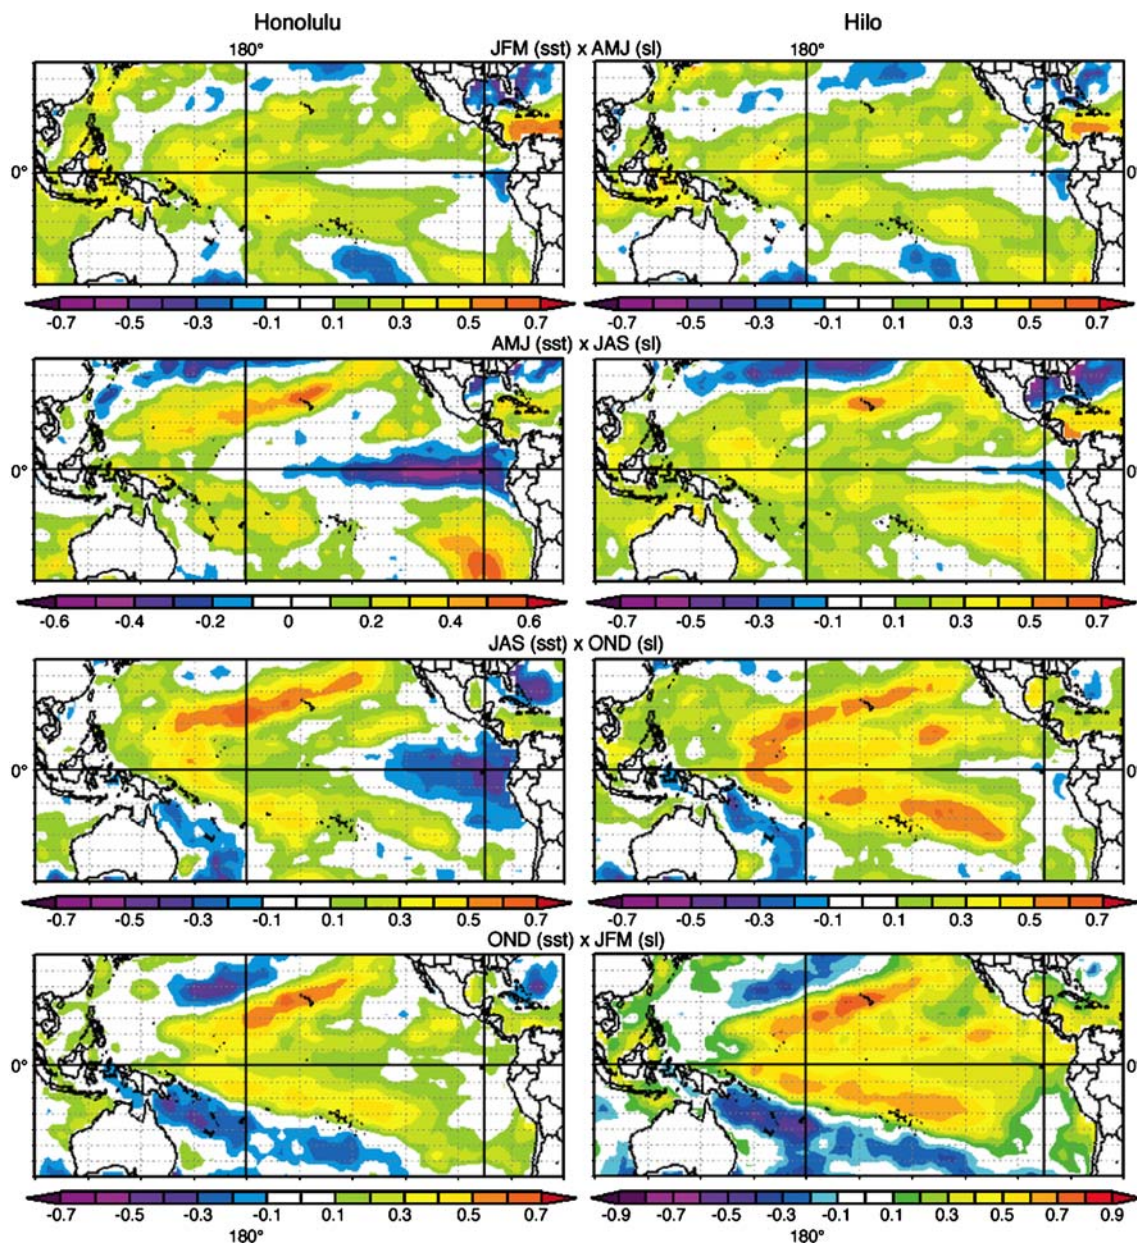 Honolulu Hilo
JFM (sst) x AMJ (sl)
180° 180°
0° 0°
-0.7 -0.5 -0.3 -0.1 0.1 0.3 0.5 0.7 -0.7 -0.5 -0.3 -0.1 0.1 0.3 0.5 0.7
AMJ (sst) x JAS (sl)
0° 0°
-0.6 -0.4 -0.2 0 0.2 0.4 0.6 -0.7 -0.5 -0.3 -0.1 0.1 0.3 0.5 0.7
JAS (sst) x OND (sl)
0° 0°
-0.7 -0.5 -0.3 -0.1 0.1 0.3 0.5 0.7 -0.7 -0.5 -0.3 -0.1 0.1 0.3 0.5 0.7
OND (sst) x JFM (sl)
0° 0°
-0.7 -0.5 -0.3 -0.1 0.1 0.3 0.5 0.7 -0.9 -0.7 -0.5 -0.3 -0.1 0.1 0.3 0.5 0.7 0.9
180° 180°